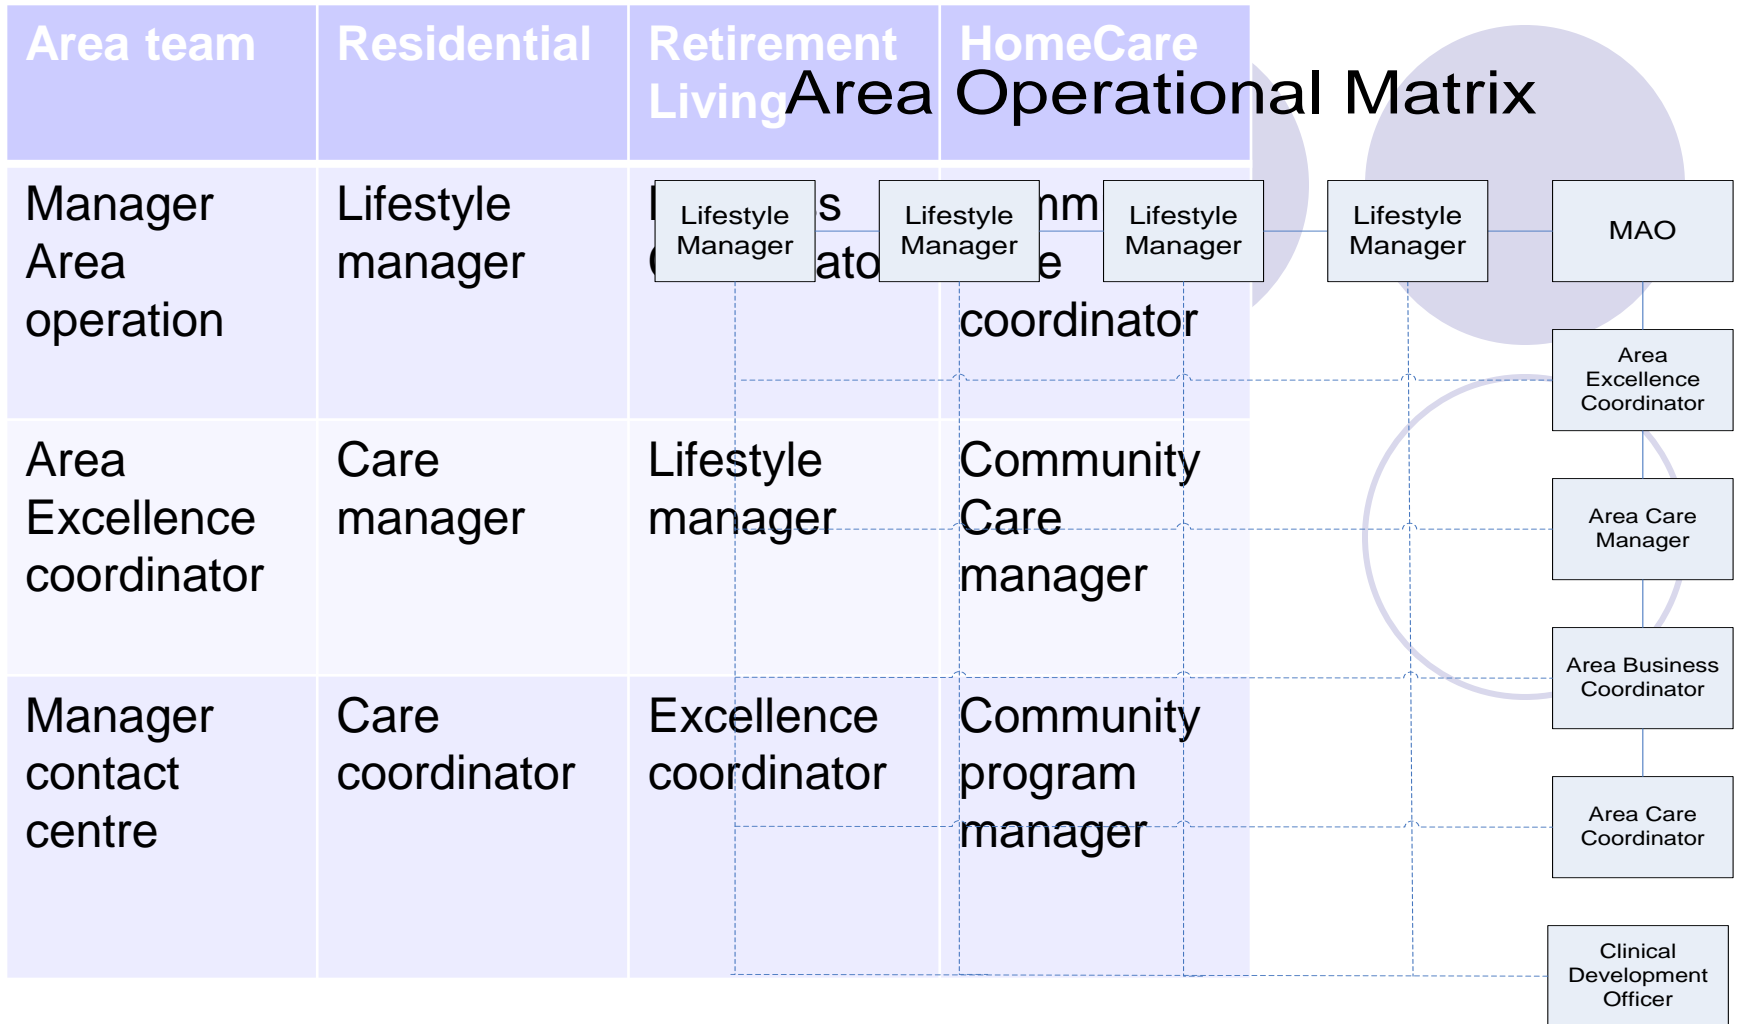 Area Operational Matrix
Area team
Residential
Retirement
Living
HomeCare
Manager
Area
operation
Lifestyle
manager
coordinator
Area
Excellence
coordinator
Care
manager
Lifestyle
manager
Community
Care
manager
Manager
contact
centre
Care
coordinator
Excellence
coordinator
Community
program
manager
Lifestyle
Manager
Lifestyle
Manager
Lifestyle
Manager
Lifestyle
Manager
MAO
Area
Excellence
Coordinator
Area Care
Manager
Area Business
Coordinator
Area Care
Coordinator
Clinical
Development
Officer